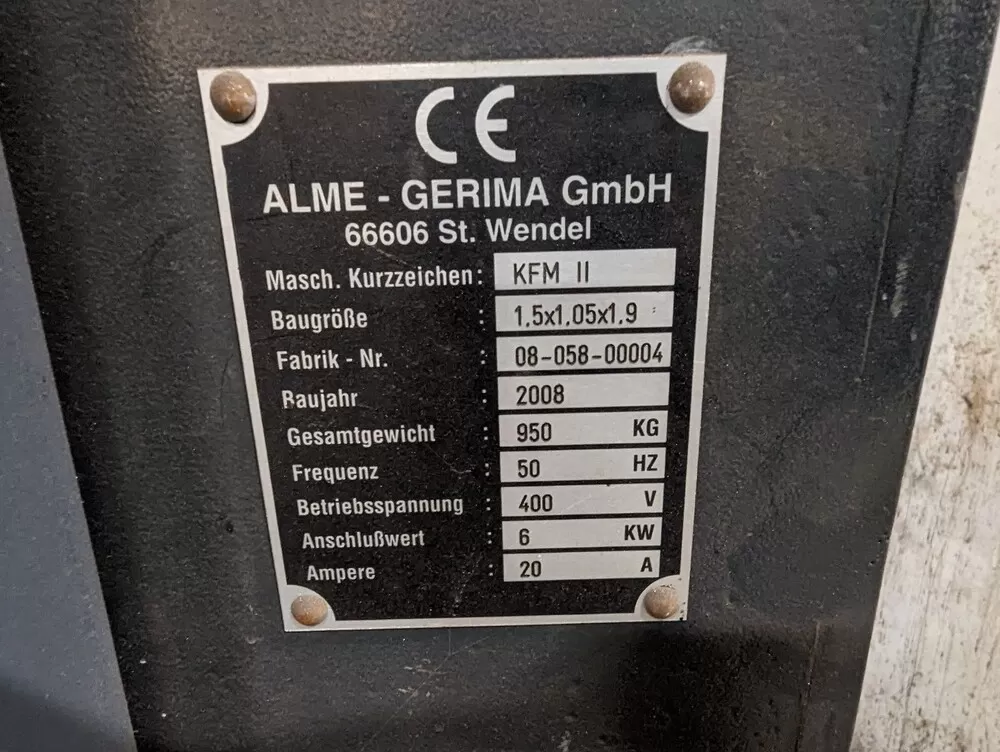 CE
ALME - GERIMA GmbH
66606 St. Wendel
Masch. Kurzzeichen: KFM II
Baugröße : 1,5x1,05x1,9
Fabrik - Nr. : 08-058-00004
Baujahr : 2008
Gesamtgewicht : 950 KG
Frequenz : 50 HZ
Betriebsspannung : 400 V
Anschlußwert : 6 KW
Ampere : 20 A